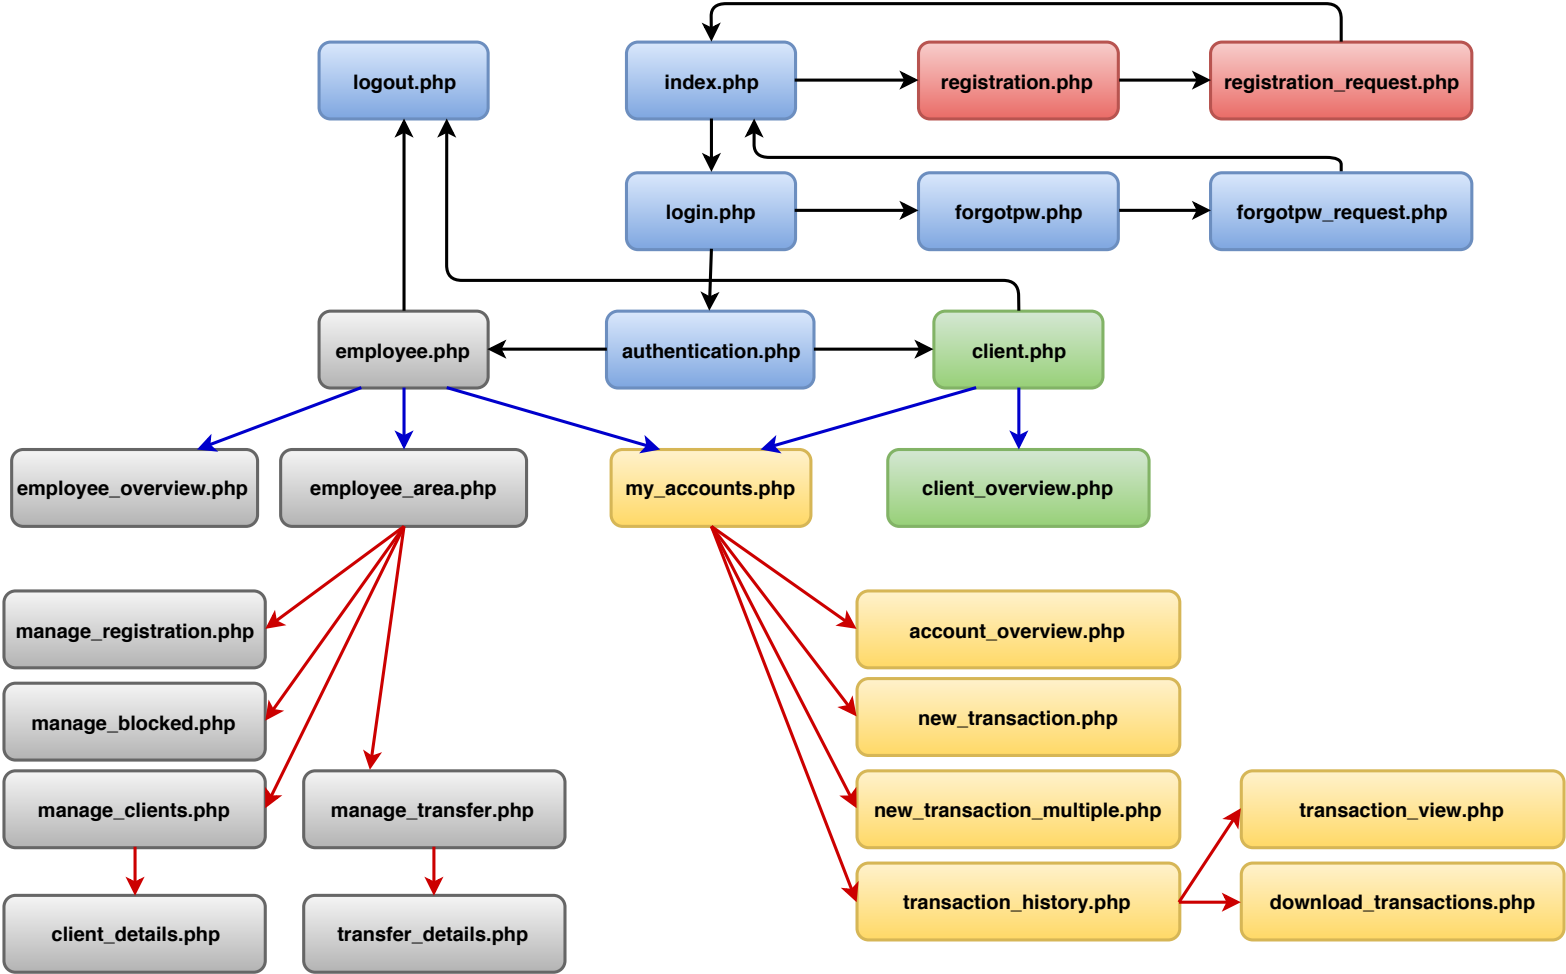 logout.php
index.php
registration.php
registration_request.php
login.php
forgotpw.php
forgotpw_request.php
employee.php
authentication.php
client.php
employee_overview.php
employee_area.php
my_accounts.php
client_overview.php
manage_registration.php
account_overview.php
manage_blocked.php
new_transaction.php
manage_clients.php
manage_transfer.php
new_transaction_multiple.php
transaction_view.php
transaction_history.php
download_transactions.php
client_details.php
transfer_details.php